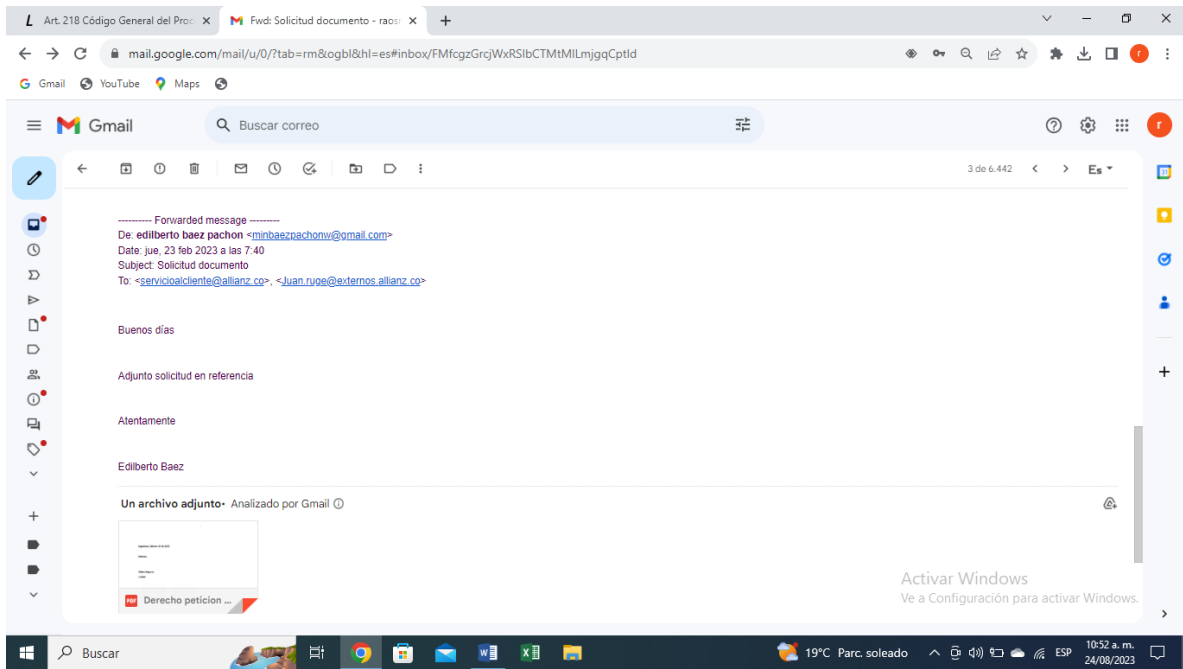 Art. 218 Código General del Proc
Fwd: Solicitud documento - raosr
mail.google.com/mail/u/0/?tab=rm&ogbl&hl=es#inbox/FMfcgzGrcjWxRSlbCTMtMlLmjgqCptld
Gmail
YouTube
Maps
Gmail
Buscar correo
r
3 de 6.442
Es
---------- Forwarded message ---------
De: edilberto baez pachon <minbaezpachonw@gmail.com>
Date: jue, 23 feb 2023 a las 7:40
Subject: Solicitud documento
To: <servicioalcliente@allianz.co>, <Juan.ruge@externos.allianz.co>
Buenos días
Adjunto solicitud en referencia
Atentamente
Edilberto Baez
Un archivo adjunto• Analizado por Gmail
PDF Derecho peticion ...
Activar Windows
Ve a Configuración para activar Windows.
Buscar
19°C Parc. soleado
ESP
10:52 a. m.
24/08/2023